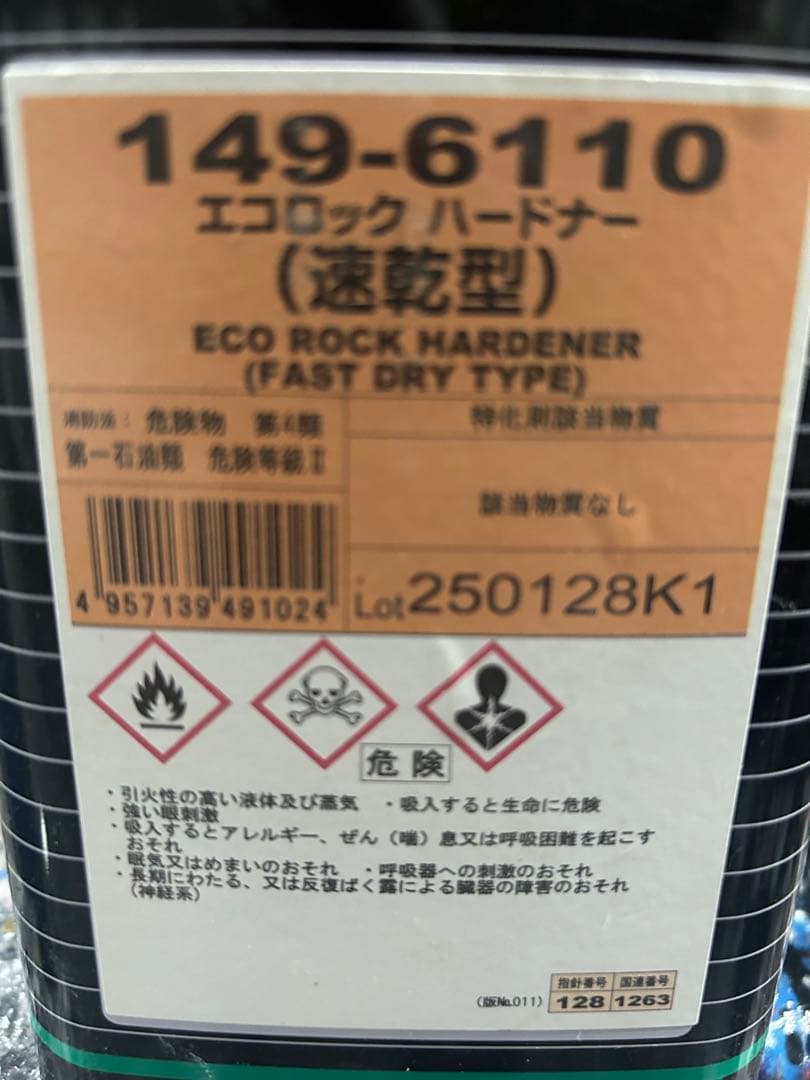 149-6110
エコロック ハードナー
(速乾型)
ECO ROCK HARDENER
(FAST DRY TYPE)
消防法: 危険物 第4類
第一石油類 危険等級Ⅱ
特化則該当物質
該当物質なし
4 957139 491024
Lot 250128K1
危険
・引火性の高い液体及び蒸気 ・吸入すると生命に危険
・強い眼刺激
・吸入するとアレルギー、ぜん(喘)息又は呼吸困難を起こす
おそれ
・眠気又はめまいのおそれ ・呼吸器への刺激のおそれ
・長期にわたる、又は反復ばく露による臓器の障害のおそれ
(神経系)
(版No.011)
指針番号 国連番号
128 1263